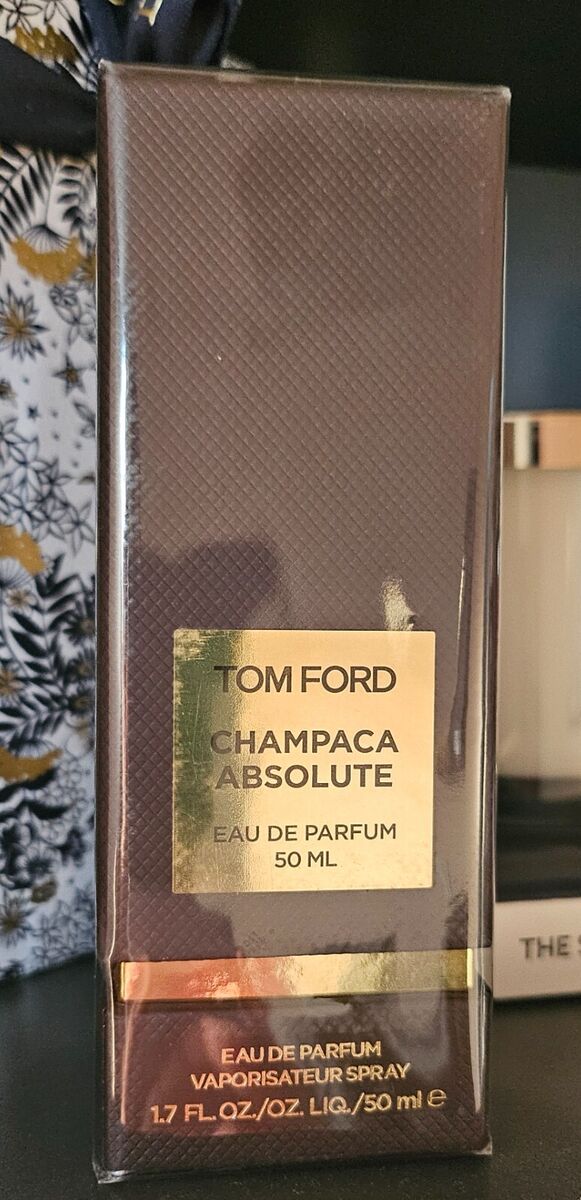 TOM FORD
CHAMPACA
ABSOLUTE
EAU DE PARFUM
50 ML
EAU DE PARFUM
VAPORISATEUR SPRAY
1.7 FL.OZ./OZ. LIQ./50 ml ℮
THE